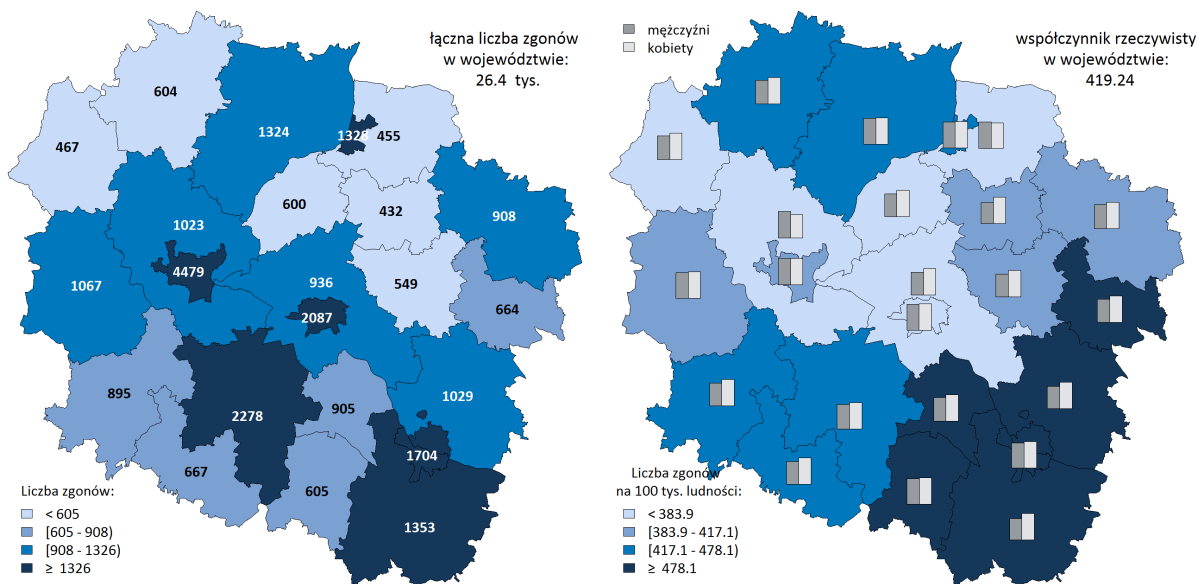 łączna liczba zgonów
w województwie:
26.4 tys.
604
467
1324
1326
455
600
432
908
1023
4479
1067
936
549
664
2087
895
2278
905
1029
1704
667
605
1353
Liczba zgonów:
< 605
[605 - 908)
[908 - 1326)
≥ 1326
mężczyźni
kobiety
współczynnik rzeczywisty
w województwie:
419.24
Liczba zgonów
na 100 tys. ludności:
< 383.9
[383.9 - 417.1)
[417.1 - 478.1)
≥ 478.1